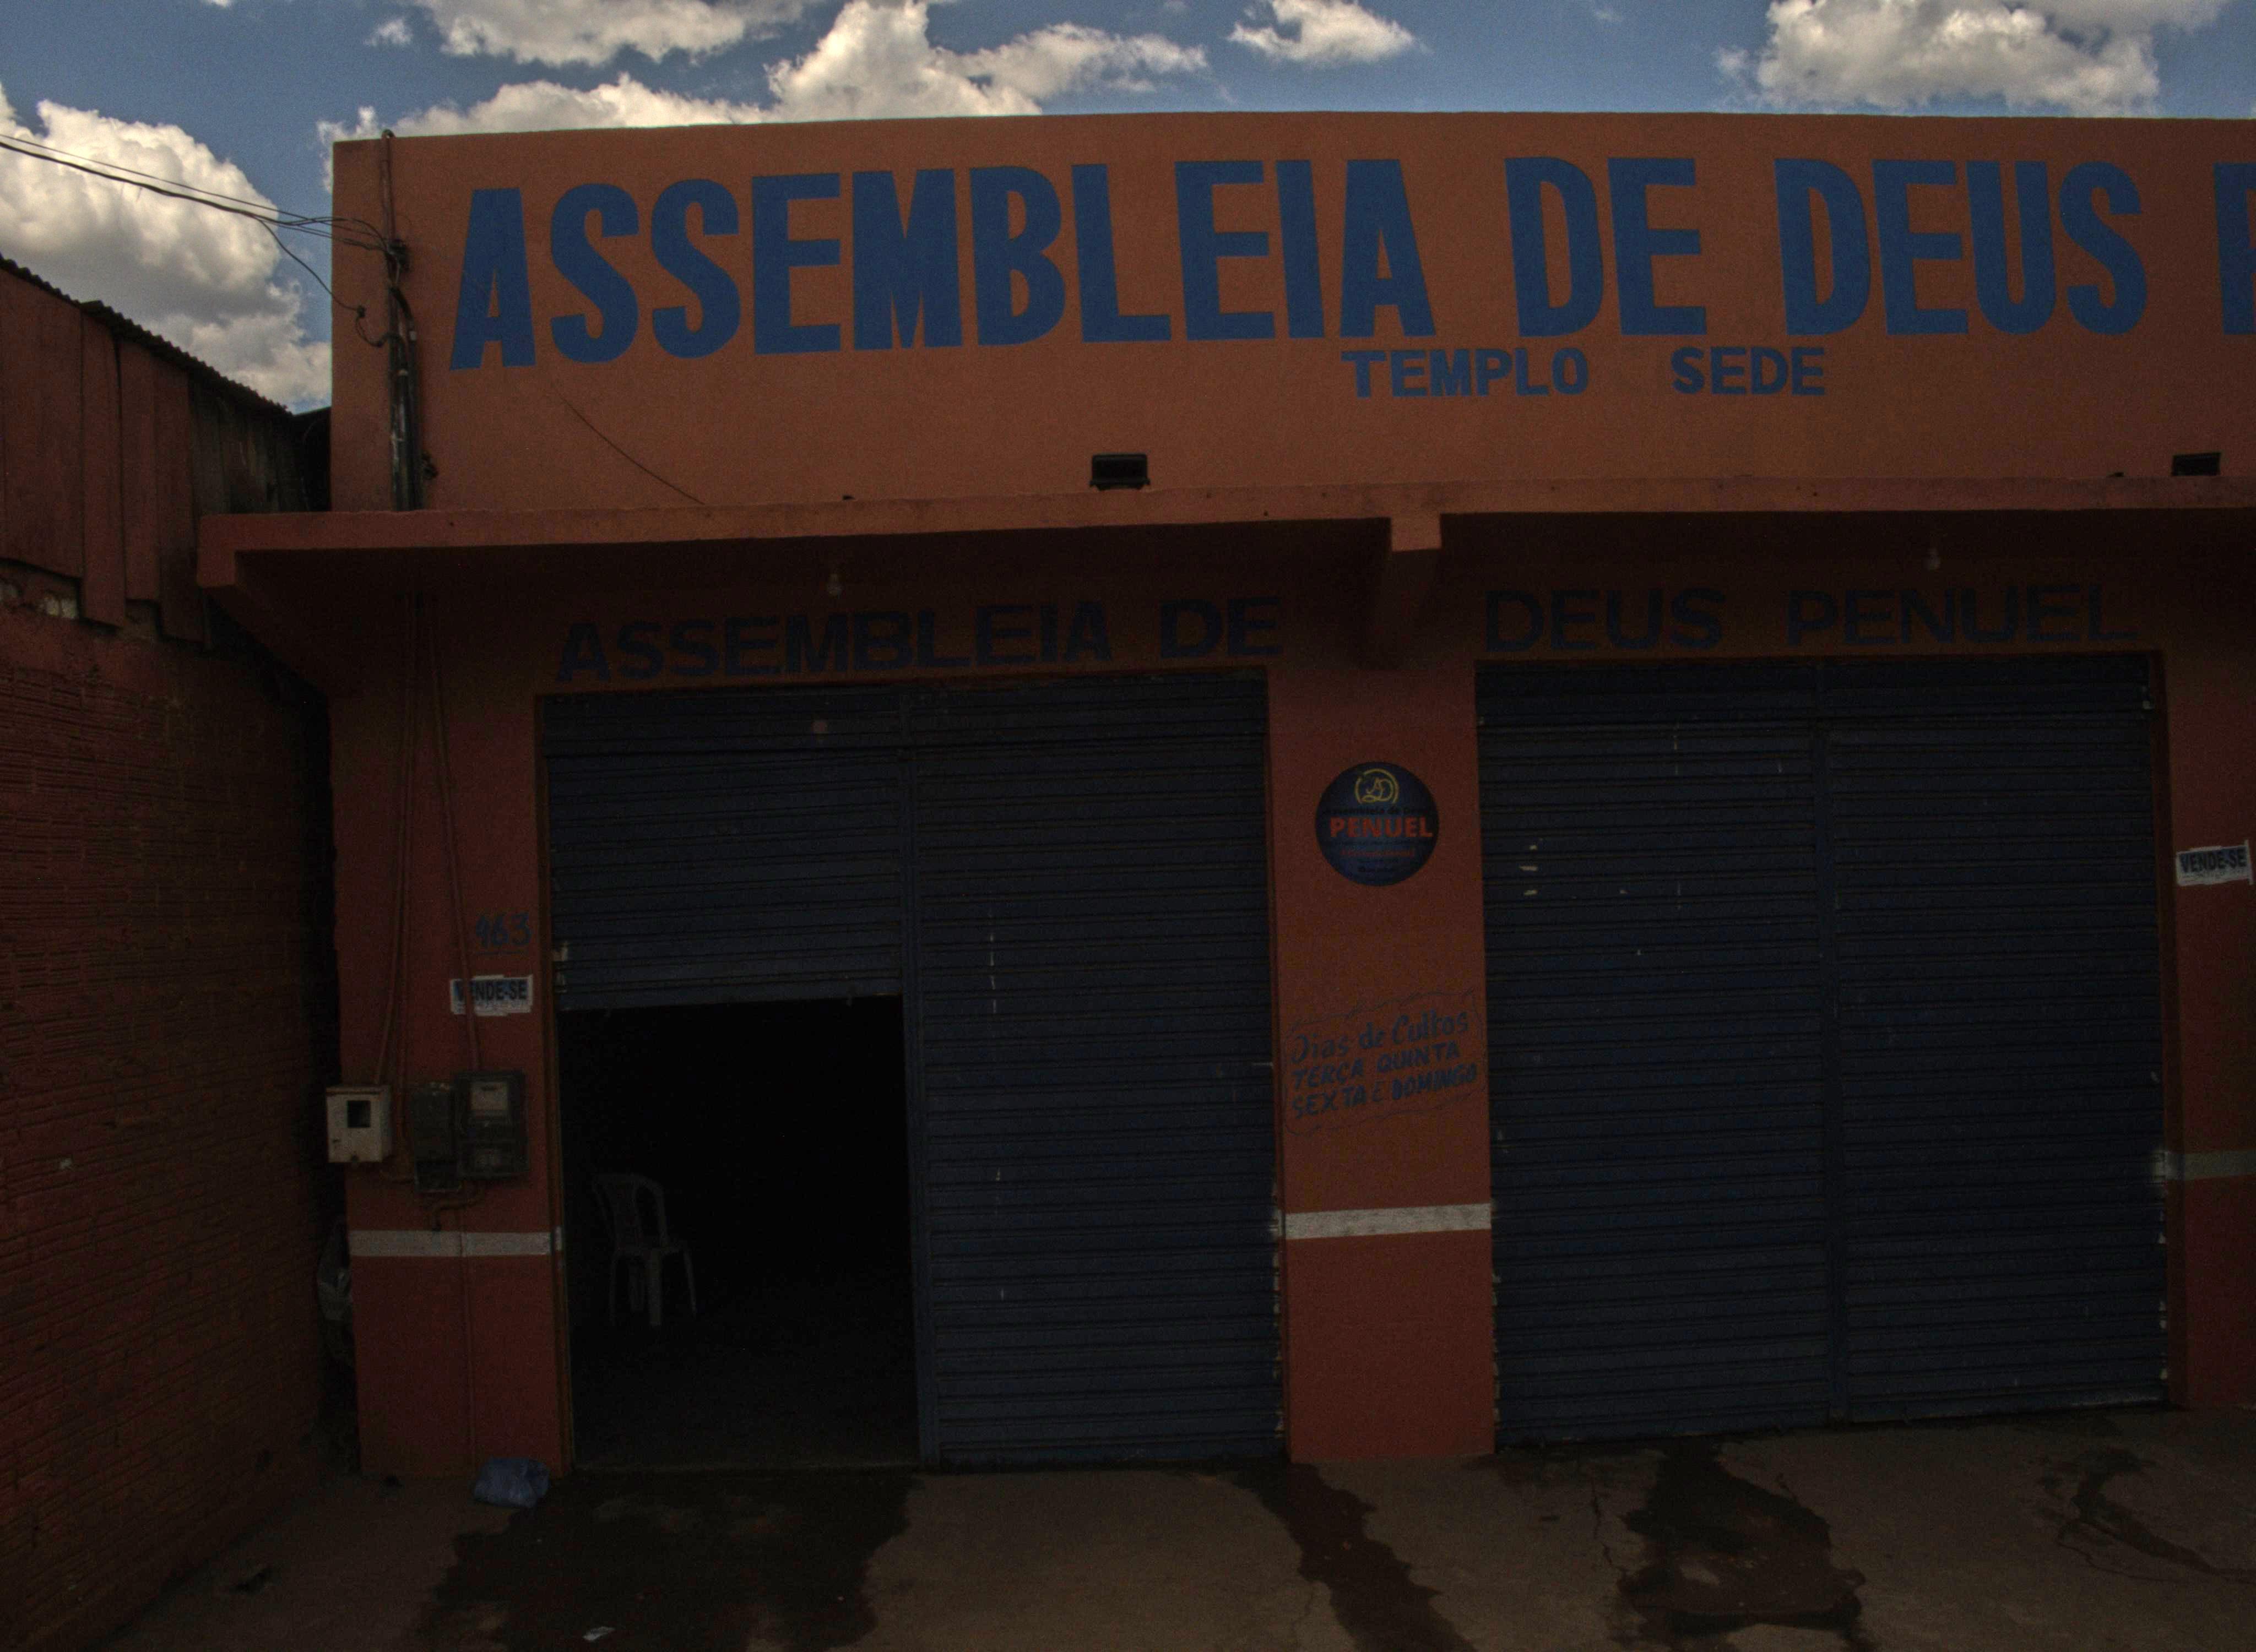 ASSEMBLEIA DE DEUS
TEMPLO SEDE
ASSEMBLEIA DE DEUS PENUEL
PENUEL
463
VENDE-SE
VENDE-SE
Dias de Cultos
TERÇA QUINTA
SEXTA E DOMINGO